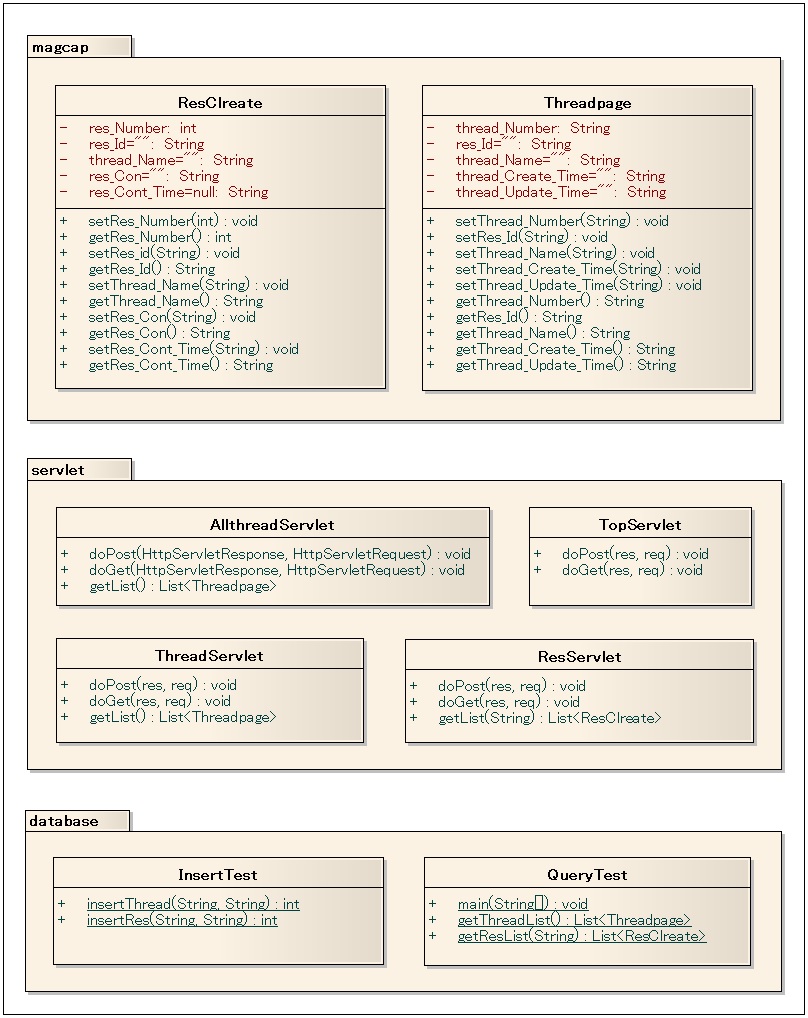 magcap
ResClreate
- res_Number: int
- res_Id="": String
- thread_Name="": String
- res_Con="": String
- res_Cont_Time=null: String
+ setRes_Number(int) : void
+ getRes_Number() : int
+ setRes_id(String) : void
+ getRes_Id() : String
+ setThread_Name(String) : void
+ getThread_Name() : String
+ setRes_Con(String) : void
+ getRes_Con() : String
+ setRes_Cont_Time(String) : void
+ getRes_Cont_Time() : String
Threadpage
- thread_Number: String
- res_Id="": String
- thread_Name="": String
- thread_Create_Time="": String
- thread_Update_Time="": String
+ setThread_Number(String) : void
+ setRes_Id(String) : void
+ setThread_Name(String) : void
+ setThread_Create_Time(String) : void
+ setThread_Update_Time(String) : void
+ getThread_Number() : String
+ getRes_Id() : String
+ getThread_Name() : String
+ getThread_Create_Time() : String
+ getThread_Update_Time() : String
servlet
AllthreadServlet
+ doPost(HttpServletResponse, HttpServletRequest) : void
+ doGet(HttpServletResponse, HttpServletRequest) : void
+ getList() : List<Threadpage>
TopServlet
+ doPost(res, req) : void
+ doGet(res, req) : void
ThreadServlet
+ doPost(res, req) : void
+ doGet(res, req) : void
+ getList() : List<Threadpage>
ResServlet
+ doPost(res, req) : void
+ doGet(res, req) : void
+ getList(String) : List<ResClreate>
database
InsertTest
+ insertThread(String, String) : int
+ insertRes(String, String) : int
QueryTest
+ main(String[]) : void
+ getThreadList() : List<Threadpage>
+ getResList(String) : List<ResClreate>